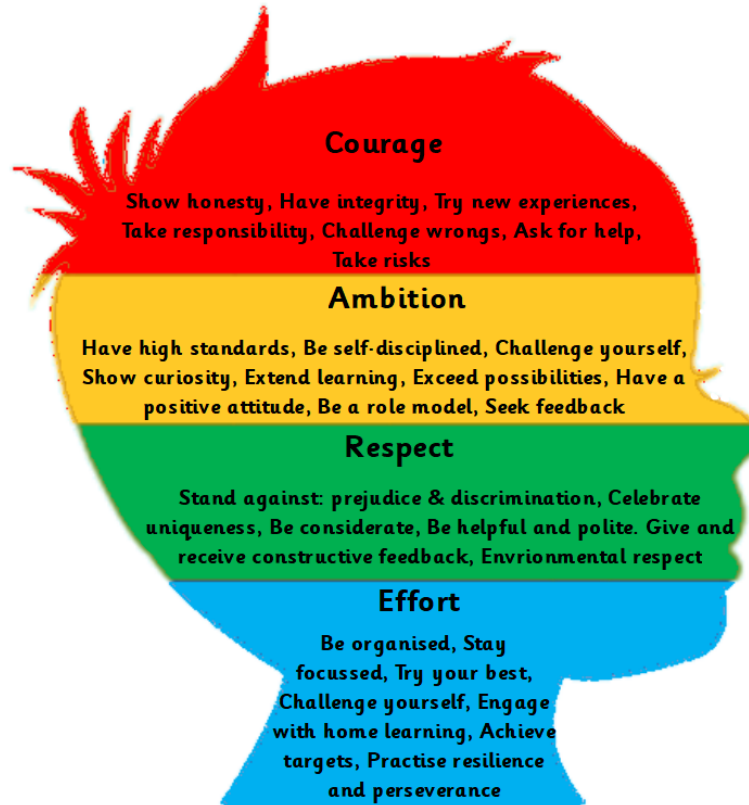 Courage
Show honesty, Have integrity, Try new experiences,
Take responsibility, Challenge wrongs, Ask for help,
Take risks
Ambition
Have high standards, Be self-disciplined, Challenge yourself,
Show curiosity, Extend learning, Exceed possibilities, Have a
positive attitude, Be a role model, Seek feedback
Respect
Stand against: prejudice & discrimination, Celebrate
uniqueness, Be considerate, Be helpful and polite. Give and
receive constructive feedback, Envrionmental respect
Effort
Be organised, Stay
focussed, Try your best,
Challenge yourself, Engage
with home learning, Achieve
targets, Practise resilience
and perseverance